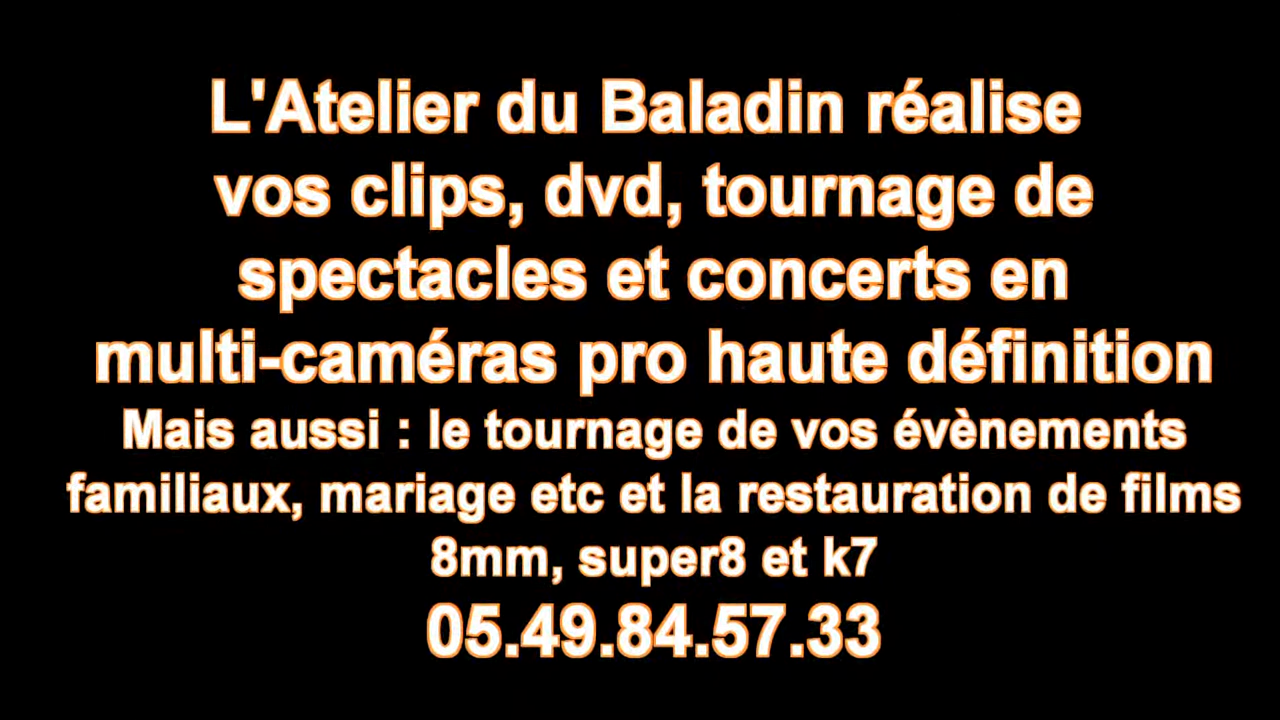 L'Atelier du Baladin réalise
vos clips, dvd, tournage de
spectacles et concerts en
multi-caméras pro haute définition
Mais aussi : le tournage de vos évènements
familiaux, mariage etc et la restauration de films
8mm, super8 et k7
05.49.84.57.33